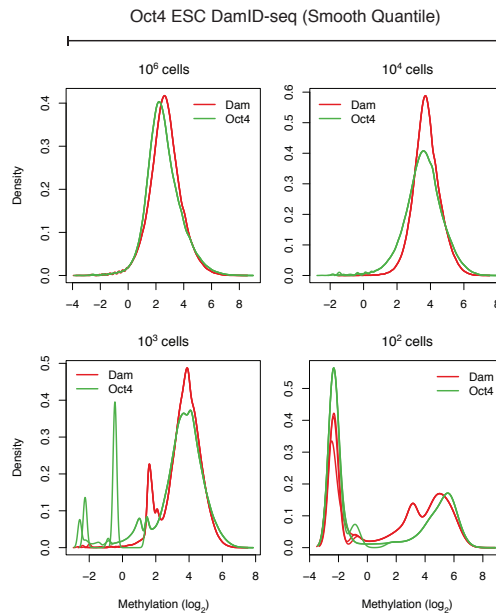 Oct4 ESC DamID-seq (Smooth Quantile)
10⁶ cells
10⁴ cells
Density
0.0 0.1 0.2 0.3 0.4
Dam
Oct4
−4 −2 0 2 4 6 8
0.0 0.1 0.2 0.3 0.4 0.5 0.6
Dam
Oct4
−2 0 2 4 6 8
10³ cells
10² cells
Density
0.0 0.1 0.2 0.3 0.4 0.5
Dam
Oct4
−2 0 2 4 6 8
Methylation (log₂)
0.0 0.1 0.2 0.3 0.4 0.5
Dam
Oct4
−4 −2 0 2 4 6 8
Methylation (log₂)